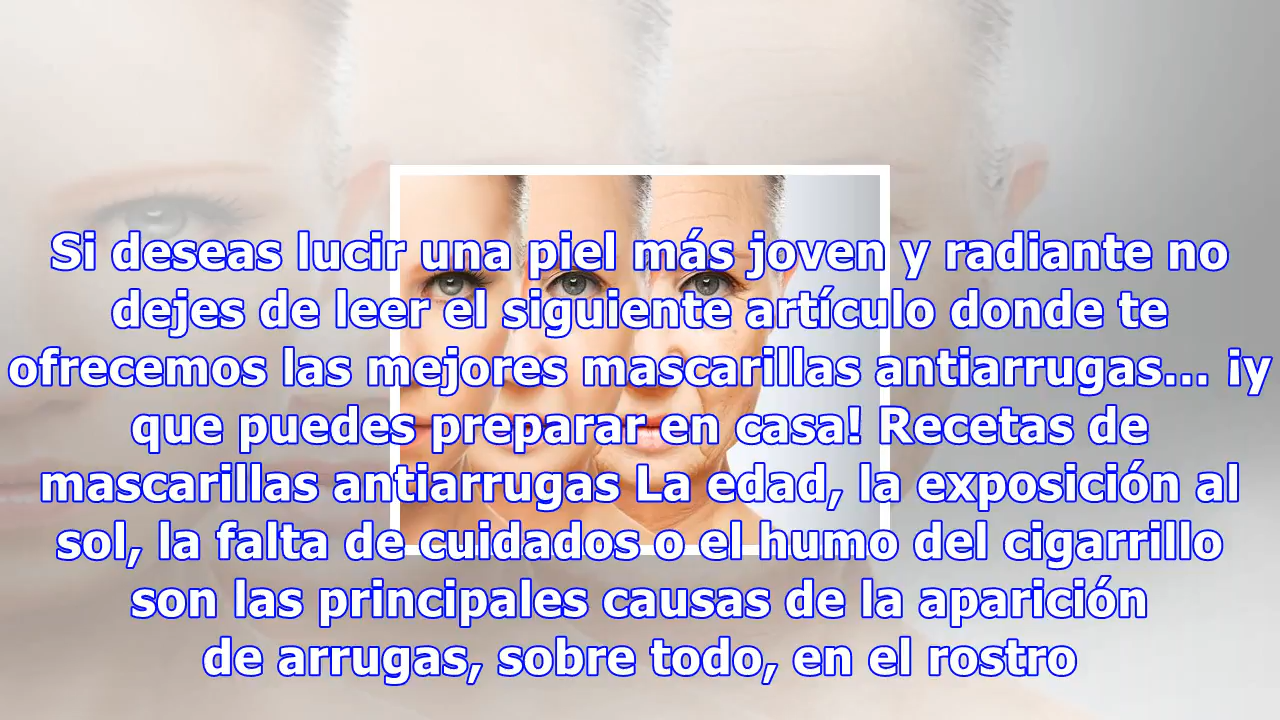 Si deseas lucir una piel más joven y radiante no
dejes de leer el siguiente artículo donde te
ofrecemos las mejores mascarillas antiarrugas... ¡y
que puedes preparar en casa! Recetas de
mascarillas antiarrugas La edad, la exposición al
sol, la falta de cuidados o el humo del cigarrillo
son las principales causas de la aparición
de arrugas, sobre todo, en el rostro